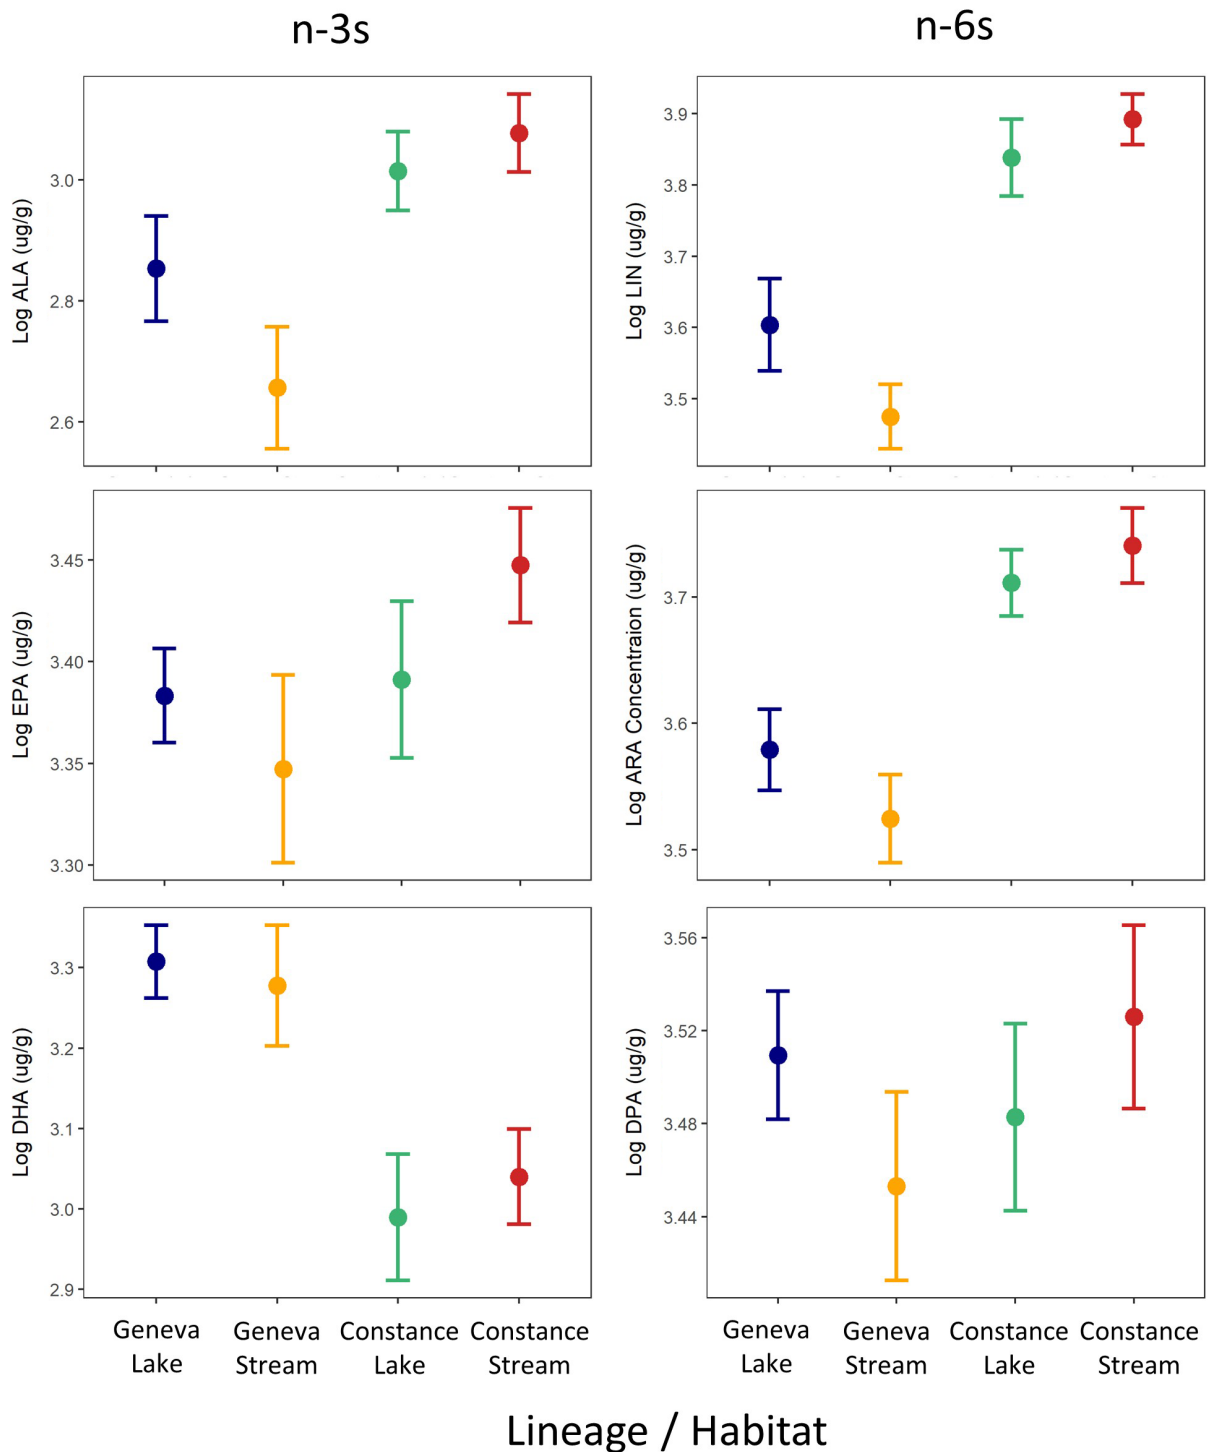 n-3s
n-6s
Log ALA (ug/g)
3.0
2.8
2.6
Log LIN (ug/g)
3.9
3.8
3.7
3.6
3.5
Log EPA (ug/g)
3.45
3.40
3.35
3.30
Log ARA Concentraion (ug/g)
3.7
3.6
3.5
Log DHA (ug/g)
3.3
3.2
3.1
3.0
2.9
Log DPA (ug/g)
3.56
3.52
3.48
3.44
Geneva
Lake
Geneva
Stream
Constance
Lake
Constance
Stream
Geneva
Lake
Geneva
Stream
Constance
Lake
Constance
Stream
Lineage / Habitat